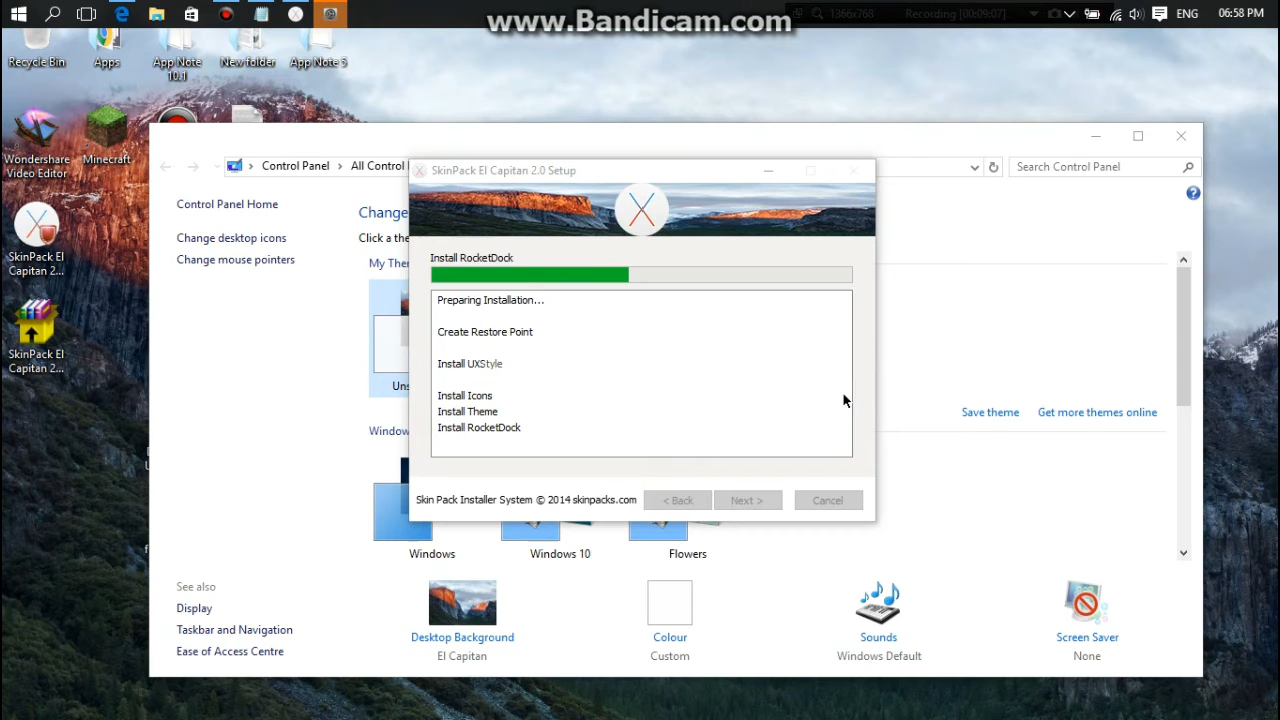 www.Bandicam.com
1366x768
Recording [00:09:07]
ENG
06:58 PM
Recycle Bin
Apps
App Note 10.1
New folder
App Note 5
Wondershare Video Editor
Minecraft
SkinPack El Capitan 2...
SkinPack El Capitan 2...
Control Panel
All Control
Search Control Panel
Control Panel Home
Change desktop icons
Change mouse pointers
Change
Click a the
My The
Uns
Save theme
Get more themes online
Window
Windows
Windows 10
Flowers
SkinPack El Capitan 2.0 Setup
Install RocketDock
Preparing Installation...
Create Restore Point
Install UXStyle
Install Icons
Install Theme
Install RocketDock
Skin Pack Installer System © 2014 skinpacks.com
< Back
Next >
Cancel
See also
Display
Taskbar and Navigation
Ease of Access Centre
Desktop Background
El Capitan
Colour
Custom
Sounds
Windows Default
Screen Saver
None